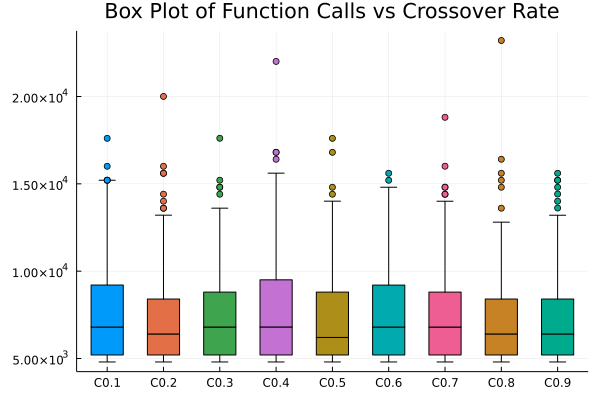 Box Plot of Function Calls vs Crossover Rate
2.00×10⁴
1.50×10⁴
1.00×10⁴
5.00×10³
C0.1 C0.2 C0.3 C0.4 C0.5 C0.6 C0.7 C0.8 C0.9